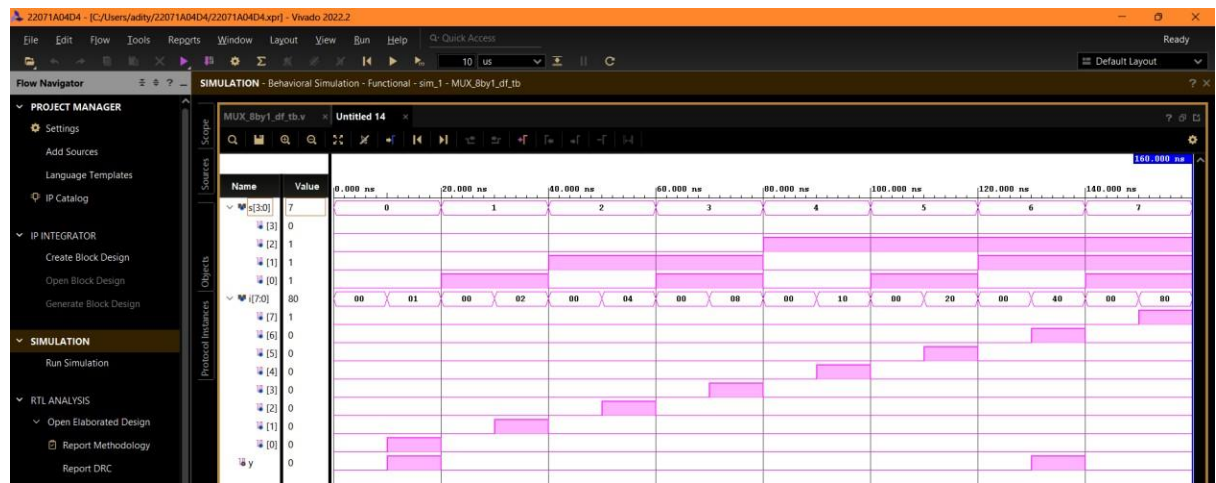 22071A04D4 - [C:/Users/adity/22071A04D4/22071A04D4.xpr] - Vivado 2022.2
File Edit Flow Tools Reports Window Layout View Run Help Q- Quick Access Ready
10 us Default Layout
Flow Navigator ? SIMULATION - Behavioral Simulation - Functional - sim_1 - MUX_8by1_df_tb ?
PROJECT MANAGER
Settings
Add Sources
Language Templates
IP Catalog
IP INTEGRATOR
Create Block Design
Open Block Design
Generate Block Design
SIMULATION
Run Simulation
RTL ANALYSIS
Open Elaborated Design
Report Methodology
Report DRC
Scope
Sources
Objects
Protocol Instances
MUX_8by1_df_tb.v Untitled 14 ?
160.000 ns
Name Value 0.000 ns 20.000 ns 40.000 ns 60.000 ns 80.000 ns 100.000 ns 120.000 ns 140.000 ns
s[3:0] 7 0 1 2 3 4 5 6 7
[3] 0
[2] 1
[1] 1
[0] 1
i[7:0] 80 00 01 00 02 00 04 00 08 00 10 00 20 00 40 00 80
[7] 1
[6] 0
[5] 0
[4] 0
[3] 0
[2] 0
[1] 0
[0] 0
y 0